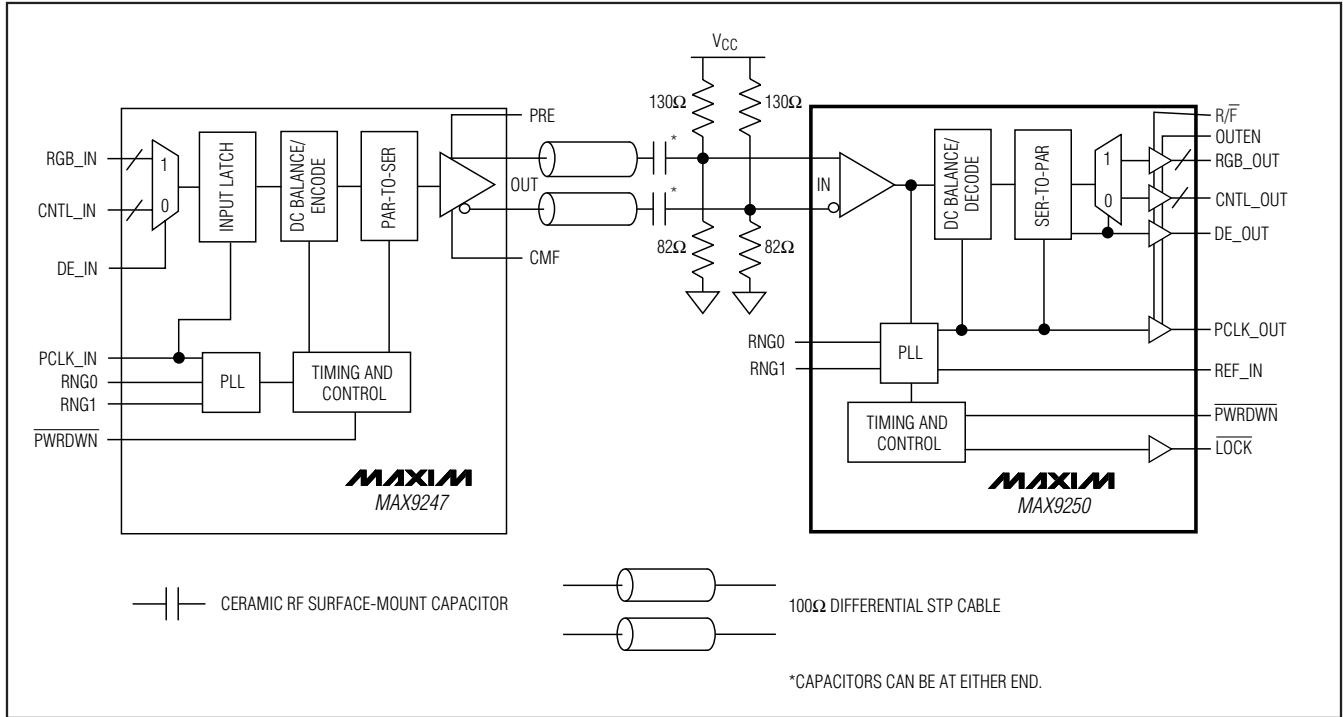 VCC
130Ω
130Ω
*
*
82Ω
82Ω
RGB_IN
CNTL_IN
DE_IN
PCLK_IN
RNG0
RNG1
PWRDWN
1
0
INPUT LATCH
DC BALANCE/
ENCODE
PAR-TO-SER
PLL
TIMING AND
CONTROL
PRE
OUT
CMF
MAXIM
MAX9247
IN
RNG0
RNG1
PLL
DC BALANCE/
DECODE
SER-TO-PAR
1
0
TIMING AND
CONTROL
R/F̅
OUTEN
RGB_OUT
CNTL_OUT
DE_OUT
PCLK_OUT
REF_IN
PWRDWN
LOCK
MAXIM
MAX9250
CERAMIC RF SURFACE-MOUNT CAPACITOR
100Ω DIFFERENTIAL STP CABLE
*CAPACITORS CAN BE AT EITHER END.